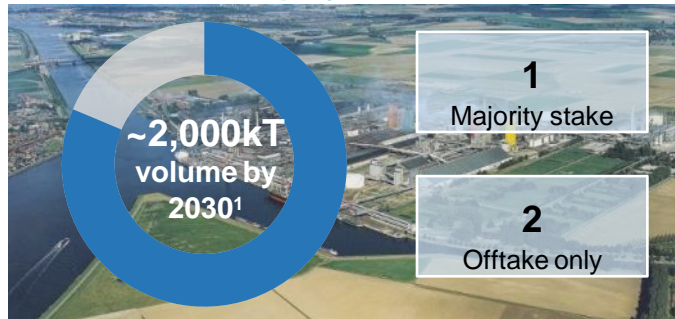 ~2,000kT
volume by
2030¹
1
Majority stake
2
Offtake only